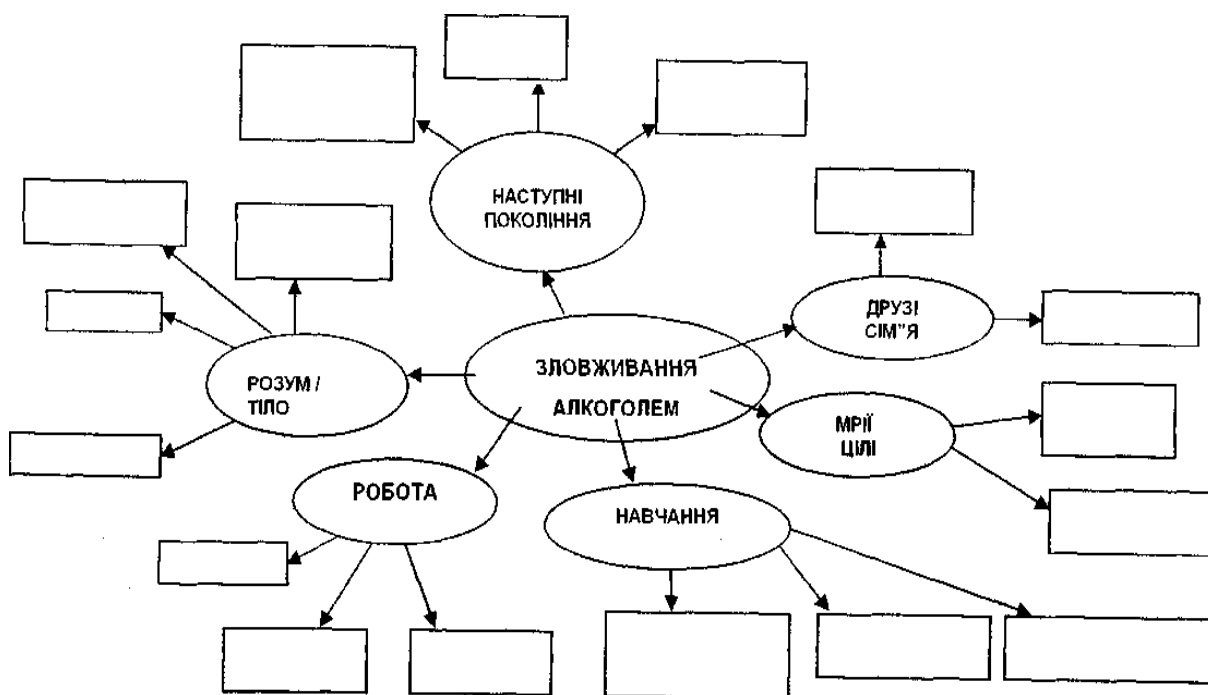 НАСТУПНІ
ПОКОЛІННЯ
ДРУЗІ
СІМ"Я
ЗЛОВЖИВАННЯ
АЛКОГОЛЕМ
РОЗУМ /
ТІЛО
МРІЇ
ЦІЛІ
РОБОТА
НАВЧАННЯ